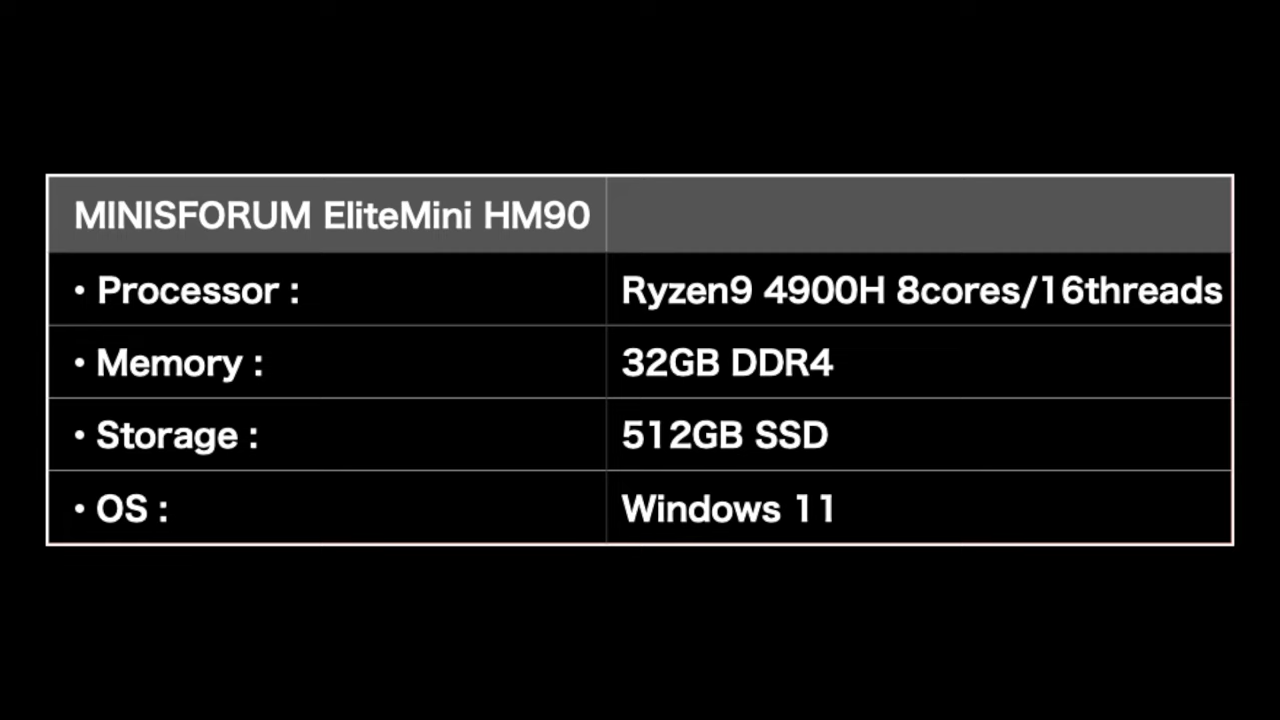 MINISFORUM EliteMini HM90
・Processor : Ryzen9 4900H 8cores/16threads
・Memory : 32GB DDR4
・Storage : 512GB SSD
・OS : Windows 11